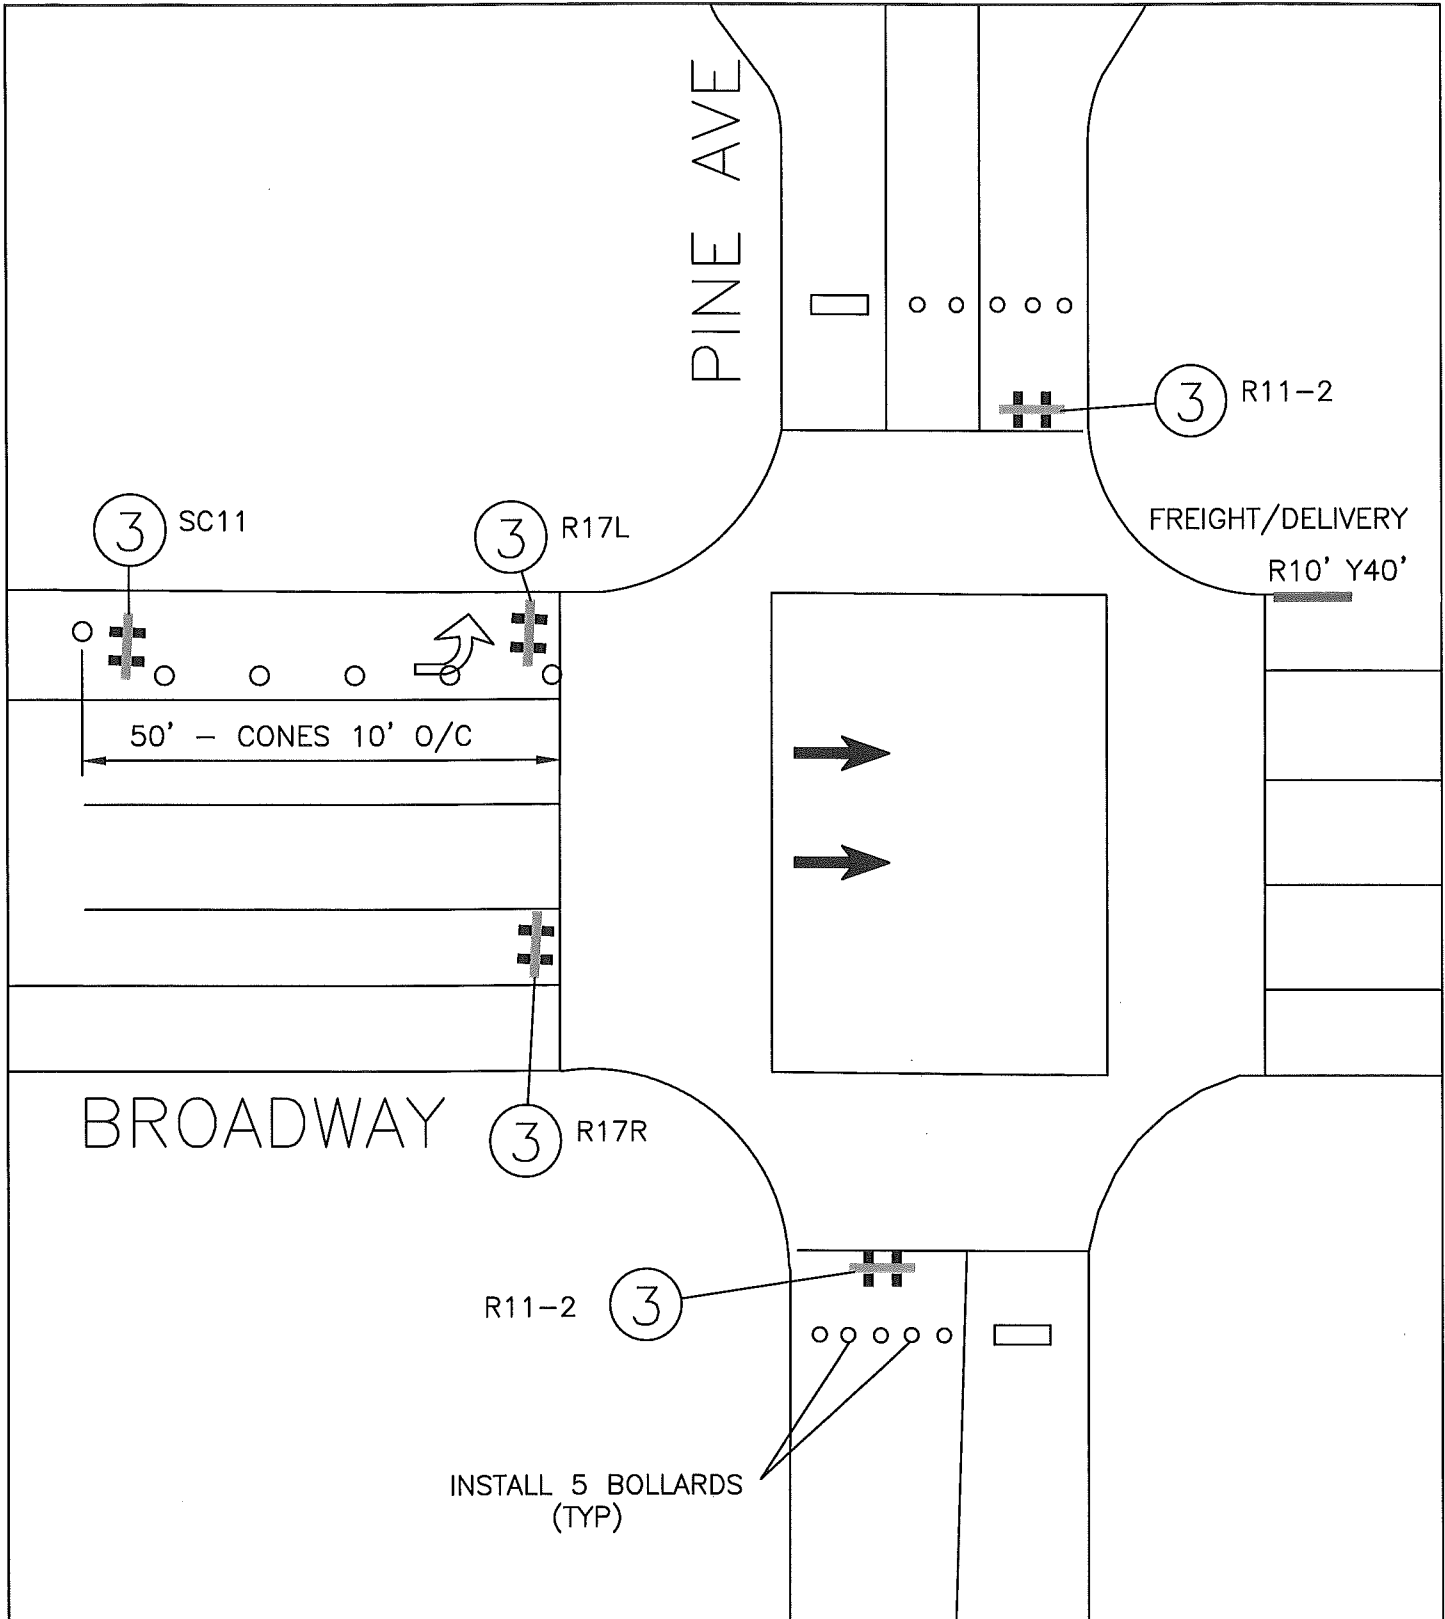 PINE AVE
3 R11-2
FREIGHT/DELIVERY
R10' Y40'
3 SC11
3 R17L
50' - CONES 10' O/C
BROADWAY
3 R17R
R11-2 3
INSTALL 5 BOLLARDS
(TYP)